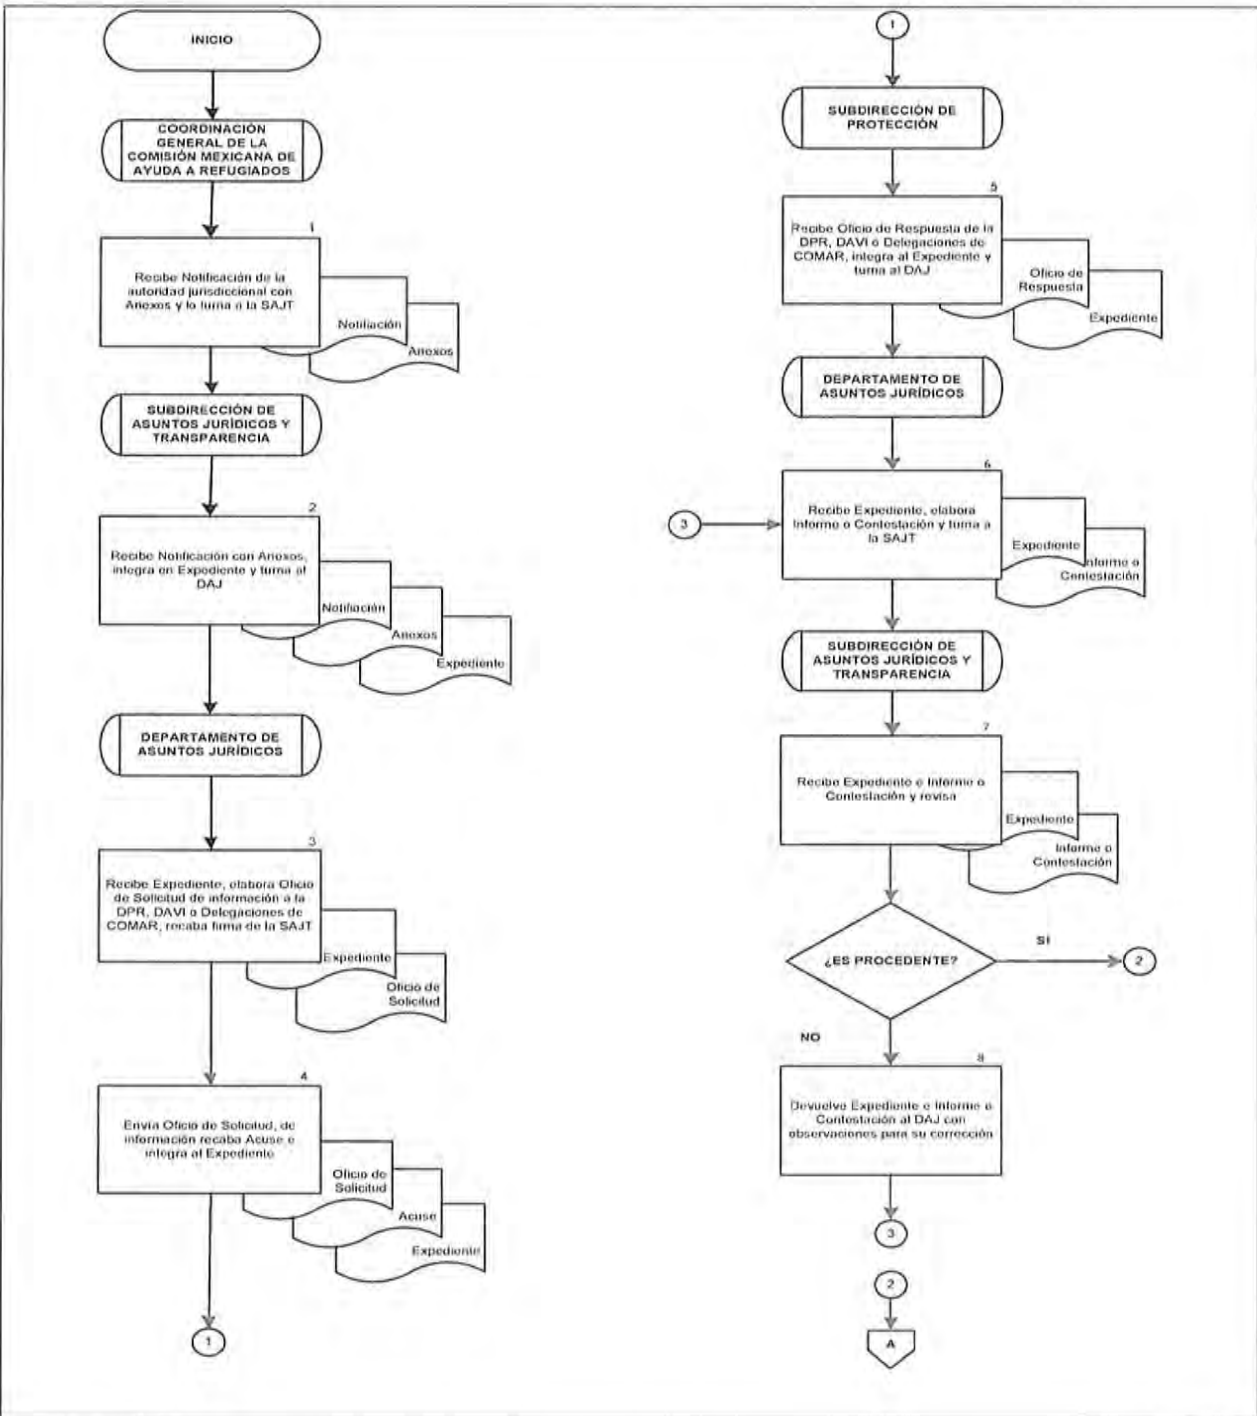 INICIO
COORDINACIÓN
GENERAL DE LA
COMISIÓN MEXICANA DE
AYUDA A REFUGIADOS
1
Recibe Notificación de la
autoridad jurisdiccional con
Anexos y lo turna a la SAJT
Notifiación
Anexos
SUBDIRECCIÓN DE
ASUNTOS JURÍDICOS Y
TRANSPARENCIA
2
Recibe Notificación con Anexos,
integra en Expediente y turna al
DAJ
Notifiación
Anexos
Expediente
DEPARTAMENTO DE
ASUNTOS JURÍDICOS
3
Recibe Expediente, elabora Oficio
de Solicitud de información a la
DPR, DAVI o Delegaciones de
COMAR, recaba firma de la SAJT
Expediente
Oficio de
Solicitud
4
Envía Oficio de Solicitud, de
información recaba Acuse e
integra al Expediente
Oficio de
Solicitud
Acuse
Expediente
1
1
SUBDIRECCIÓN DE
PROTECCIÓN
5
Recibe Oficio de Respuesta de la
DPR, DAVI o Delegaciones de
COMAR, integra al Expediente y
turna al DAJ
Oficio de
Respuesta
Expediente
DEPARTAMENTO DE
ASUNTOS JURÍDICOS
6
3
Recibe Expediente, elabora
Informe o Contestación y turna a
la SAJT
Expediente
Informe o
Contestación
SUBDIRECCIÓN DE
ASUNTOS JURÍDICOS Y
TRANSPARENCIA
7
Recibe Expediente e Informe o
Contestación y revisa
Expediente
Informe o
Contestación
¿ES PROCEDENTE?
SI
2
NO
8
Devuelve Expediente e Informe o
Contestación al DAJ con
observaciones para su corrección
3
2
A